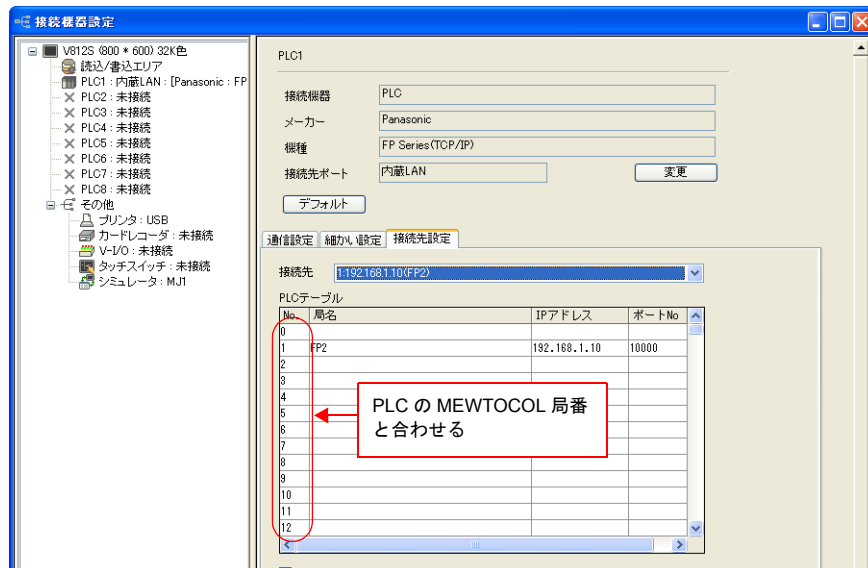 接続機器設定
V812S (800 * 600) 32K色
読込/書込エリア
PLC1 : 内蔵LAN : [Panasonic : FP
PLC2 : 未接続
PLC3 : 未接続
PLC4 : 未接続
PLC5 : 未接続
PLC6 : 未接続
PLC7 : 未接続
PLC8 : 未接続
その他
プリンタ : USB
カードレコーダ : 未接続
V-I/O : 未接続
タッチスイッチ : 未接続
シミュレータ : MJ1
PLC1
接続機器 PLC
メーカー Panasonic
機種 FP Series(TCP/IP)
接続先ポート 内蔵LAN 変更
デフォルト
通信設定 細かい設定 接続先設定
接続先 1:192.168.1.10(FP2)
PLCテーブル
No. 局名 IPアドレス ポートNo
0
1 FP2 192.168.1.10 10000
2
3
4
5
6
7
8
9
10
11
12
PLC の MEWTOCOL 局番
と合わせる